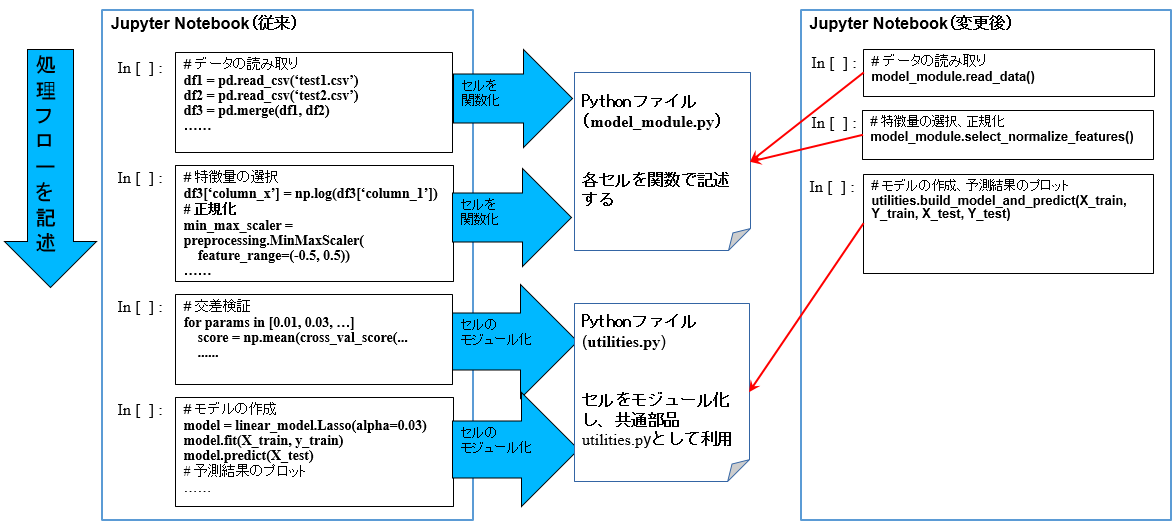 処理フローを記述
Jupyter Notebook（従来）
In [ ] :
# データの読み取り
df1 = pd.read_csv(‘test1.csv’)
df2 = pd.read_csv(‘test2.csv’)
df3 = pd.merge(df1, df2)
……
In [ ] :
# 特徴量の選択
df3[‘column_x’] = np.log(df3[‘column_1’])
# 正規化
min_max_scaler =
preprocessing.MinMaxScaler(
feature_range=(-0.5, 0.5))
……
In [ ] :
# 交差検証
for params in [0.01, 0.03, …]
score = np.mean(cross_val_score(...
......
In [ ] :
# モデルの作成
model = linear_model.Lasso(alpha=0.03)
model.fit(X_train, y_train)
model.predict(X_test)
# 予測結果のプロット
……
セルを
関数化
セルを
関数化
セルの
モジュール化
セルの
モジュール化
Pythonファイル
（model_module.py）
各セルを関数で記述
する
Pythonファイル
(utilities.py)
セルをモジュール化
し、共通部品
utilities.pyとして利用
Jupyter Notebook（変更後）
In [ ] :
# データの読み取り
model_module.read_data()
In [ ] :
# 特徴量の選択、正規化
model_module.select_normalize_features()
In [ ] :
# モデルの作成、予測結果のプロット
utilities.build_model_and_predict(X_train,
Y_train, X_test, Y_test)